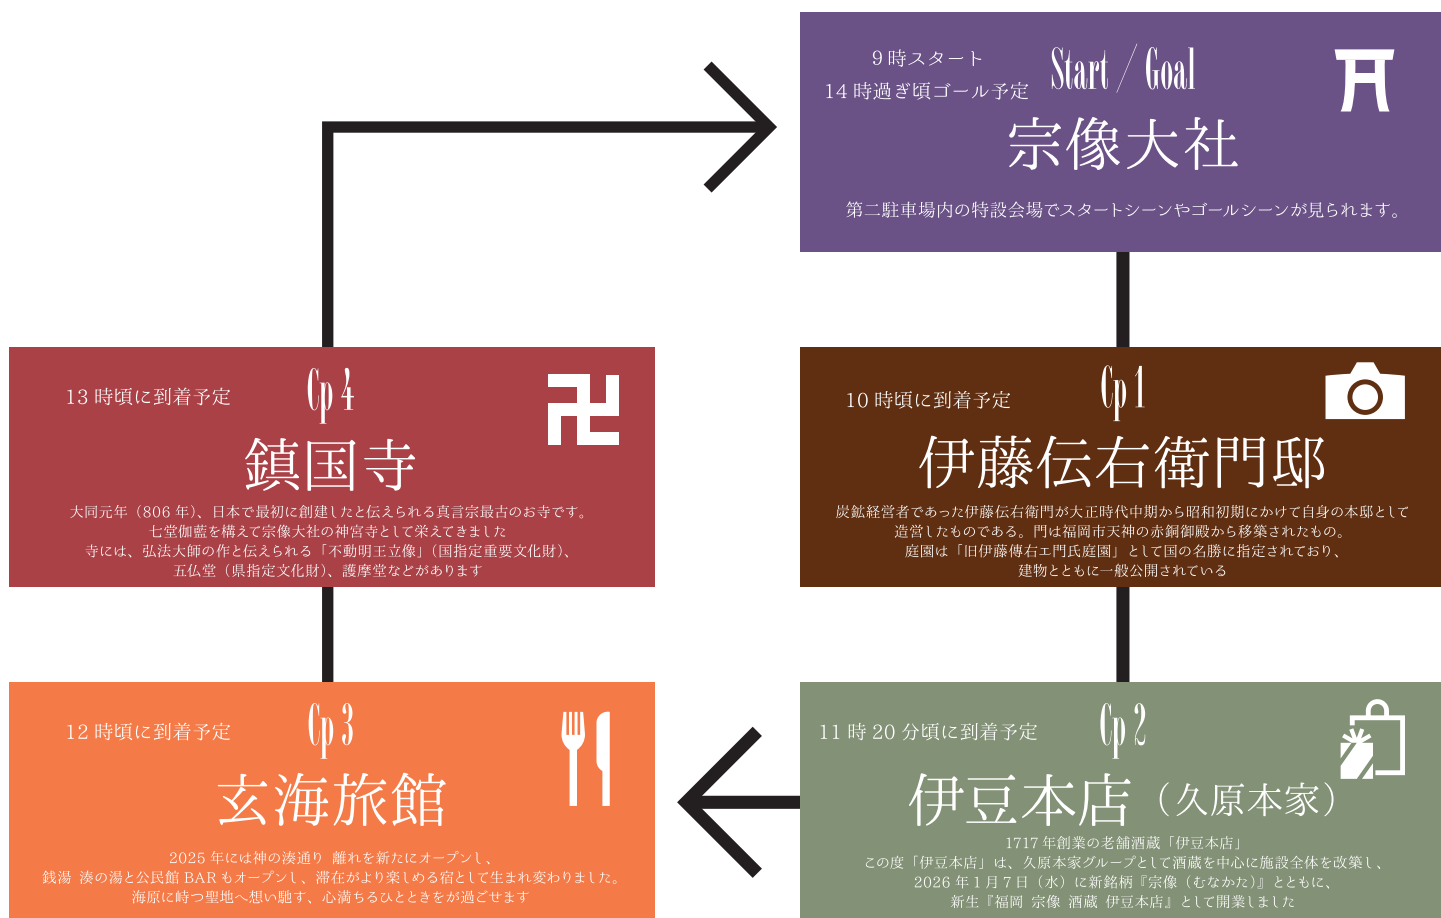 9時スタート
14時過ぎ頃ゴール予定
Start / Goal
宗像大社
第二駐車場内の特設会場でスタートシーンやゴールシーンが見られます。
10時頃に到着予定
Cp 1
伊藤伝右衛門邸
炭鉱経営者であった伊藤伝右衛門が大正時代中期から昭和初期にかけて自身の本邸として
造営したものである。門は福岡市天神の赤銅御殿から移築されたもの。
庭園は「旧伊藤傳右エ門氏庭園」として国の名勝に指定されており、
建物とともに一般公開されている
11時20分頃に到着予定
Cp 2
伊豆本店（久原本家）
1717年創業の老舗酒蔵「伊豆本店」
この度「伊豆本店」は、久原本家グループとして酒蔵を中心に施設全体を改築し、
2026年1月7日（水）に新銘柄『宗像（むなかた）』とともに、
新生『福岡 宗像 酒蔵 伊豆本店』として開業しました
12時頃に到着予定
Cp 3
玄海旅館
2025年には神の湊通り 離れを新たにオープンし、
銭湯 湊の湯と公民館BARもオープンし、滞在がより楽しめる宿として生まれ変わりました。
海原に峙つ聖地へ想い馳す、心満ちるひとときをが過ごせます
13時頃に到着予定
Cp 4
鎮国寺
大同元年（806年）、日本で最初に創建したと伝えられる真言宗最古のお寺です。
七堂伽藍を構えて宗像大社の神宮寺として栄えてきました
寺には、弘法大師の作と伝えられる「不動明王立像」（国指定重要文化財）、
五仏堂（県指定文化財）、護摩堂などがあります